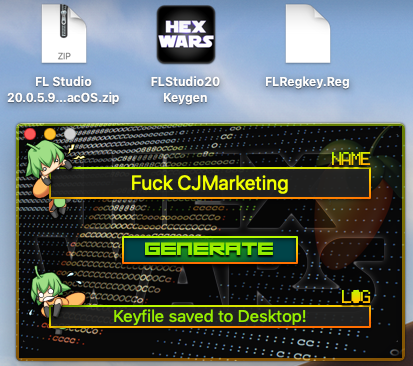 ZIP
HEX
WARS
FL Studio
20.0.5.9...acOS.zip
FLStudio20
Keygen
FLRegkey.Reg
NAME
Fuck CJMarketing
GENERATE
LOG
Keyfile saved to Desktop!